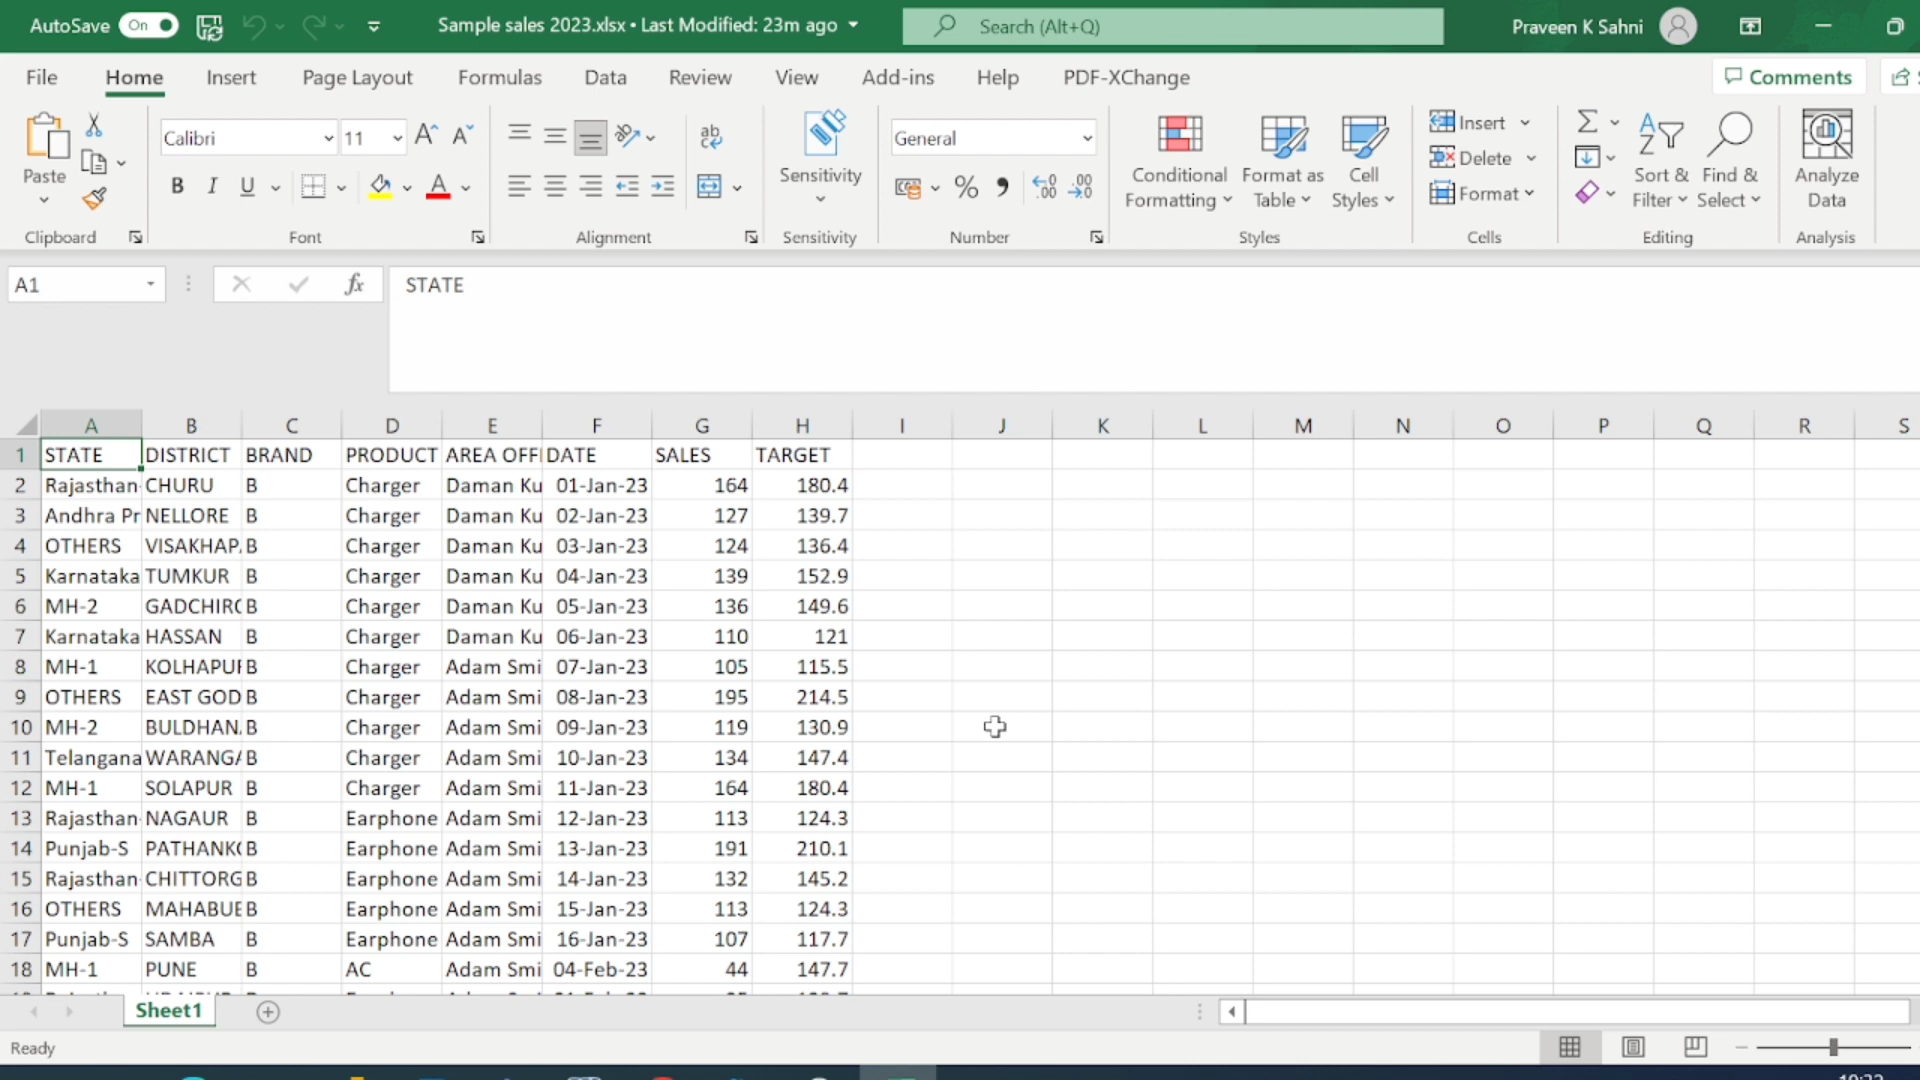 AutoSave On Sample sales 2023.xlsx • Last Modified: 23m ago Search (Alt+Q) Praveen K Sahni
File Home Insert Page Layout Formulas Data Review View Add-ins Help PDF-XChange Comments
Paste Calibri 11 Sensitivity General Conditional Formatting Format as Table Cell Styles Insert Delete Format Sort & Filter Find & Select Analyze Data
Clipboard Font Alignment Sensitivity Number Styles Cells Editing Analysis
A1 fx STATE
A B C D E F G H I J K L M N O P Q R S
1 STATE DISTRICT BRAND PRODUCT AREA OFFI DATE SALES TARGET
2 Rajasthan- CHURU B Charger Daman Ku 01-Jan-23 164 180.4
3 Andhra Pr NELLORE B Charger Daman Ku 02-Jan-23 127 139.7
4 OTHERS VISAKHAP B Charger Daman Ku 03-Jan-23 124 136.4
5 Karnataka TUMKUR B Charger Daman Ku 04-Jan-23 139 152.9
6 MH-2 GADCHIRO B Charger Daman Ku 05-Jan-23 136 149.6
7 Karnataka HASSAN B Charger Daman Ku 06-Jan-23 110 121
8 MH-1 KOLHAPUR B Charger Adam Smi 07-Jan-23 105 115.5
9 OTHERS EAST GOD B Charger Adam Smi 08-Jan-23 195 214.5
10 MH-2 BULDHAN B Charger Adam Smi 09-Jan-23 119 130.9
11 Telangana WARANGA B Charger Adam Smi 10-Jan-23 134 147.4
12 MH-1 SOLAPUR B Charger Adam Smi 11-Jan-23 164 180.4
13 Rajasthan- NAGAUR B Earphone Adam Smi 12-Jan-23 113 124.3
14 Punjab-S PATHANKO B Earphone Adam Smi 13-Jan-23 191 210.1
15 Rajasthan- CHITTORG B Earphone Adam Smi 14-Jan-23 132 145.2
16 OTHERS MAHABUB B Earphone Adam Smi 15-Jan-23 113 124.3
17 Punjab-S SAMBA B Earphone Adam Smi 16-Jan-23 107 117.7
18 MH-1 PUNE B AC Adam Smi 04-Feb-23 44 147.7
Sheet1
Ready